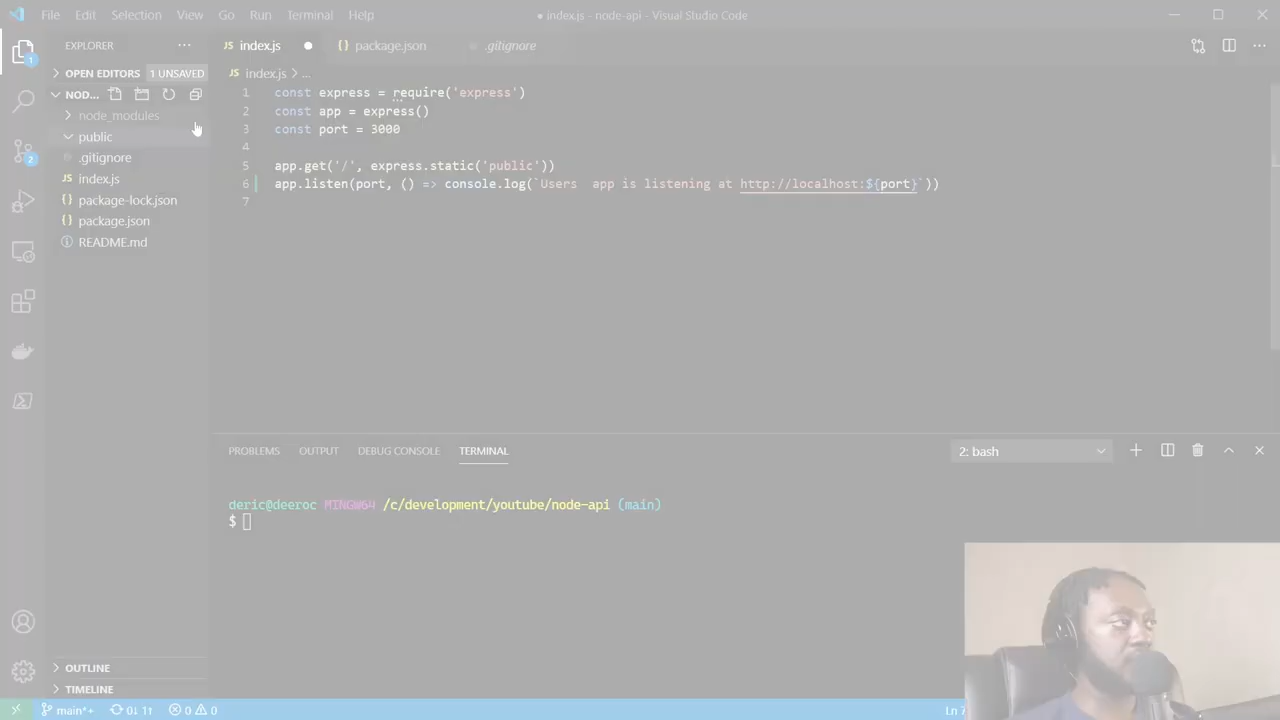 File Edit Selection View Go Run Terminal Help
● index.js - node-api - Visual Studio Code
EXPLORER
OPEN EDITORS 1 UNSAVED
NOD...
node_modules
public
.gitignore
index.js
package-lock.json
package.json
README.md
OUTLINE
TIMELINE
JS index.js ● {} package.json .gitignore
JS index.js > ...
1 const express = require('express')
2 const app = express()
3 const port = 3000
4
5 app.get('/', express.static('public'))
6 app.listen(port, () => console.log(`Users  app is listening at http://localhost:${port}`))
7
PROBLEMS OUTPUT DEBUG CONSOLE TERMINAL
2: bash
deric@deeroc MINGW64 /c/development/youtube/node-api (main)
$
main*+ 0↓ 1↑ 0 0
Ln 7